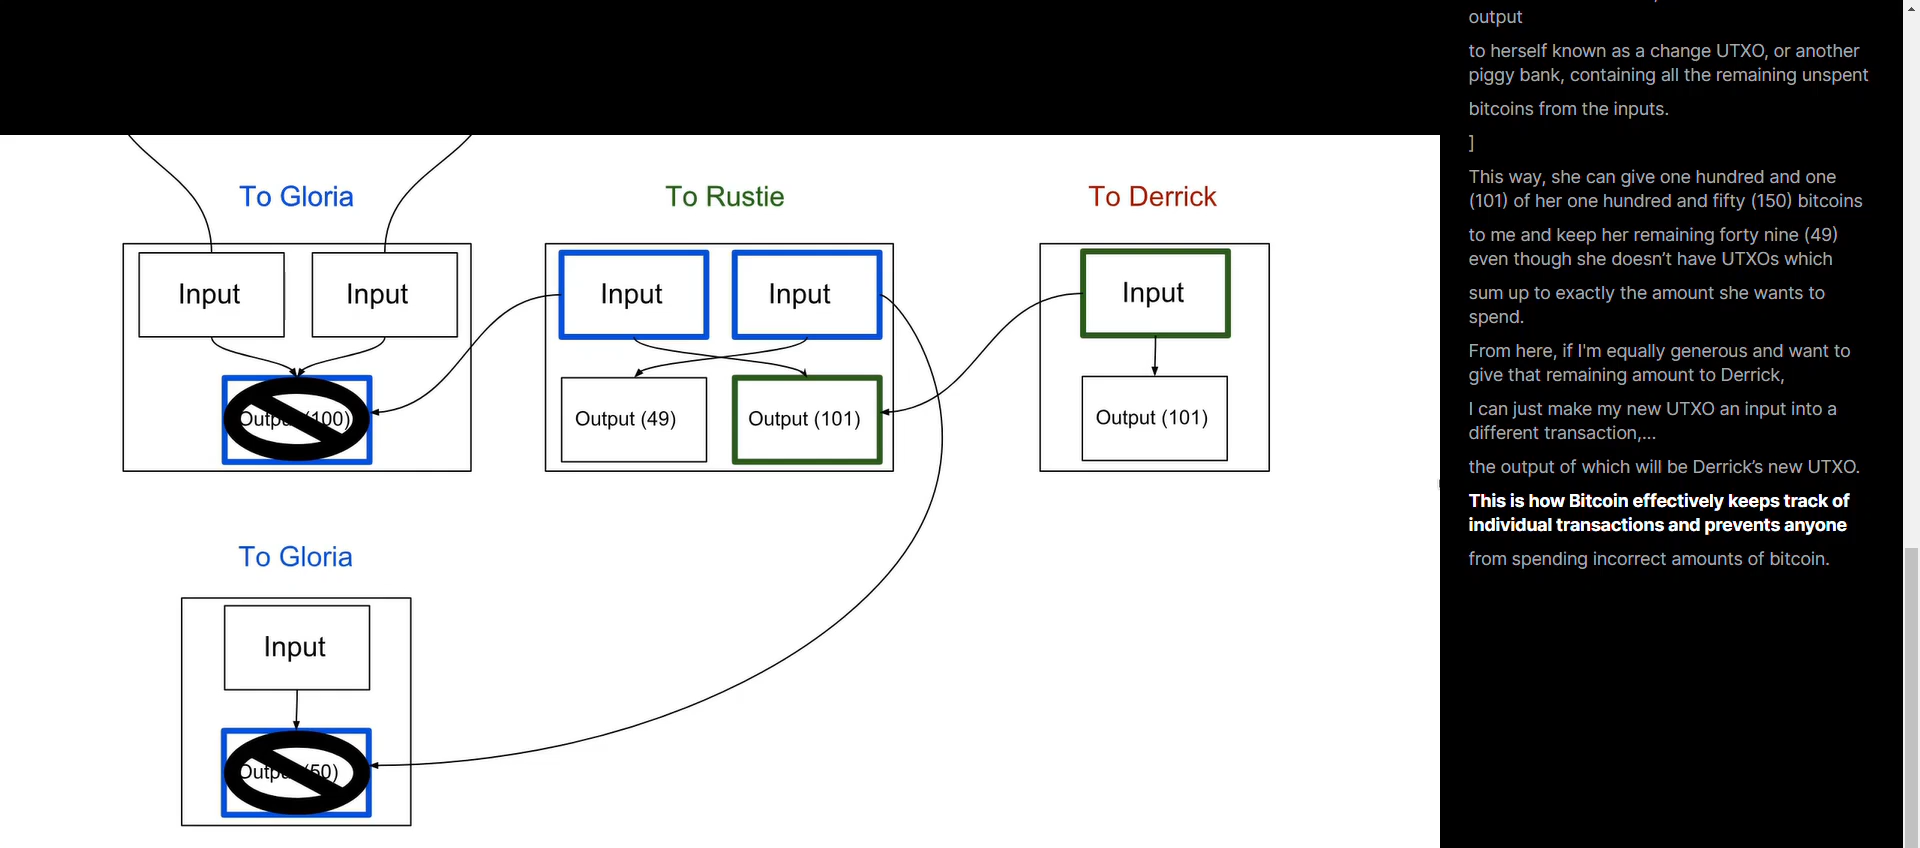 To Gloria
To Rustie
To Derrick
Input
Input
Input
Input
Input
Output (100)
Output (49)
Output (101)
Output (101)
To Gloria
Input
Output (50)
output
to herself known as a change UTXO, or another
piggy bank, containing all the remaining unspent
bitcoins from the inputs.
]
This way, she can give one hundred and one
(101) of her one hundred and fifty (150) bitcoins
to me and keep her remaining forty nine (49)
even though she doesn’t have UTXOs which
sum up to exactly the amount she wants to
spend.
From here, if I'm equally generous and want to
give that remaining amount to Derrick,
I can just make my new UTXO an input into a
different transaction,...
the output of which will be Derrick’s new UTXO.
This is how Bitcoin effectively keeps track of
individual transactions and prevents anyone
from spending incorrect amounts of bitcoin.